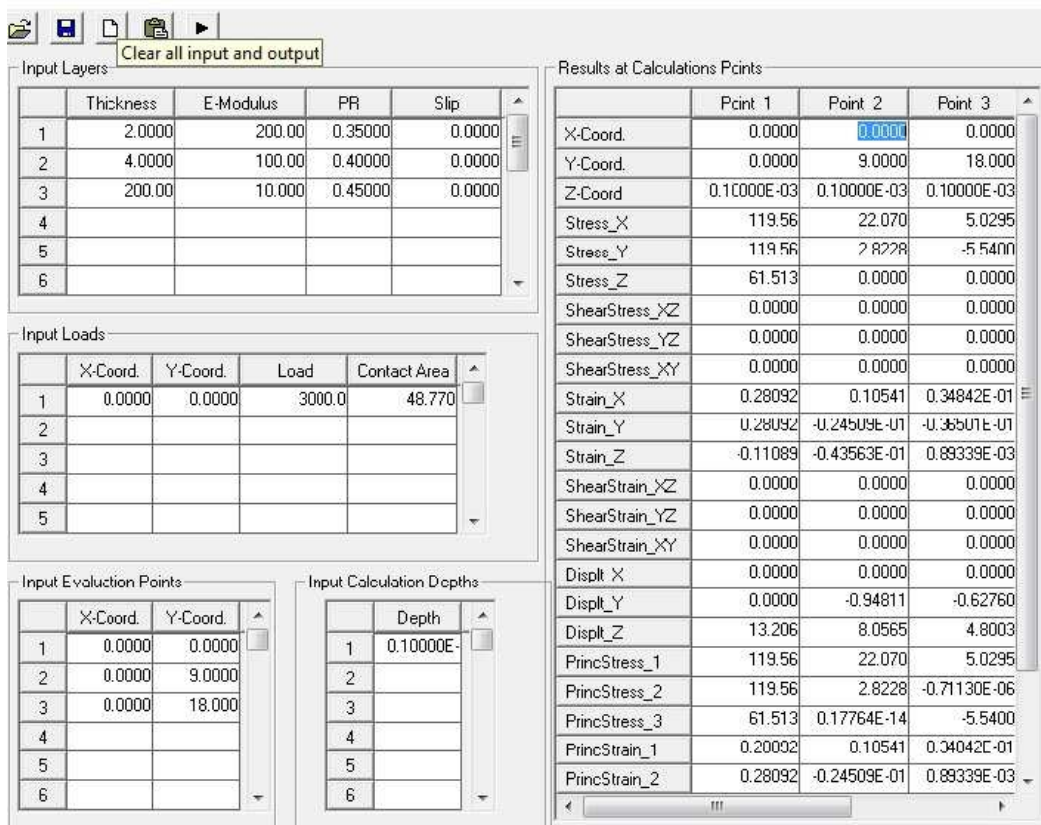 Clear all input and output
Input Layers
Thickness E-Modulus PR Slip
1 2.0000 200.00 0.35000 0.0000
2 4.0000 100.00 0.40000 0.0000
3 200.00 10.000 0.45000 0.0000
4
5
6
Input Loads
X-Coord. Y-Coord. Load Contact Area
1 0.0000 0.0000 3000.0 48.770
2
3
4
5
Input Evaluction Points
X-Coord. Y-Coord.
1 0.0000 0.0000
2 0.0000 9.0000
3 0.0000 18.000
4
5
6
Input Calculation Depths
Depth
1 0.10000E-
2
3
4
5
6
Results at Calculations Points
Point 1 Point 2 Point 3
X-Coord. 0.0000 0.0000 0.0000
Y-Coord. 0.0000 9.0000 18.000
Z-Coord 0.10000E-03 0.10000E-03 0.10000E-03
Stress_X 119.56 22.070 5.0295
Stress_Y 119.56 2.8228 -5.5400
Stress_Z 61.513 0.0000 0.0000
ShearStress_XZ 0.0000 0.0000 0.0000
ShearStress_YZ 0.0000 0.0000 0.0000
ShearStress_XY 0.0000 0.0000 0.0000
Strain_X 0.28092 0.10541 0.34842E-01
Strain_Y 0.28092 -0.24509E-01 -0.36501E-01
Strain_Z -0.11089 -0.43563E-01 0.89339E-03
ShearStrain_XZ 0.0000 0.0000 0.0000
ShearStrain_YZ 0.0000 0.0000 0.0000
ShearStrain_XY 0.0000 0.0000 0.0000
Displt_X 0.0000 0.0000 0.0000
Displt_Y 0.0000 -0.94811 -0.62760
Displt_Z 13.206 8.0565 4.8003
PrincStress_1 119.56 22.070 5.0295
PrincStress_2 119.56 2.8228 -0.71130E-06
PrincStress_3 61.513 0.17764E-14 -5.5400
PrincStrain_1 0.28092 0.10541 0.34842E-01
PrincStrain_2 0.28092 -0.24509E-01 0.89339E-03